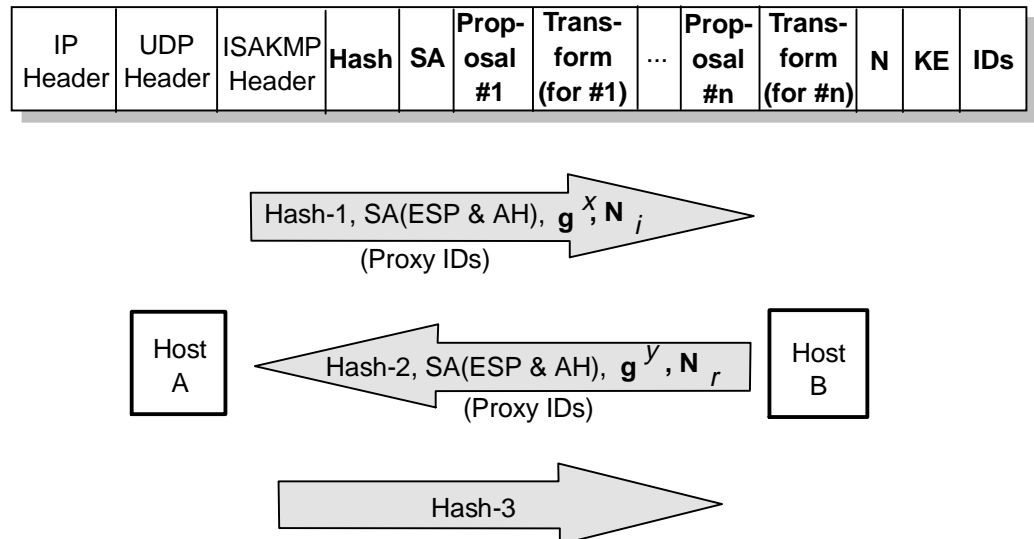 IP Header
UDP Header
ISAKMP Header
Hash
SA
Prop-
osal
#1
Trans-
form
(for #1)
...
Prop-
osal
#n
Trans-
form
(for #n)
N
KE
IDs
Hash-1, SA(ESP & AH), g x, N i
(Proxy IDs)
Host
A
Hash-2, SA(ESP & AH), g y, N r
(Proxy IDs)
Host
B
Hash-3